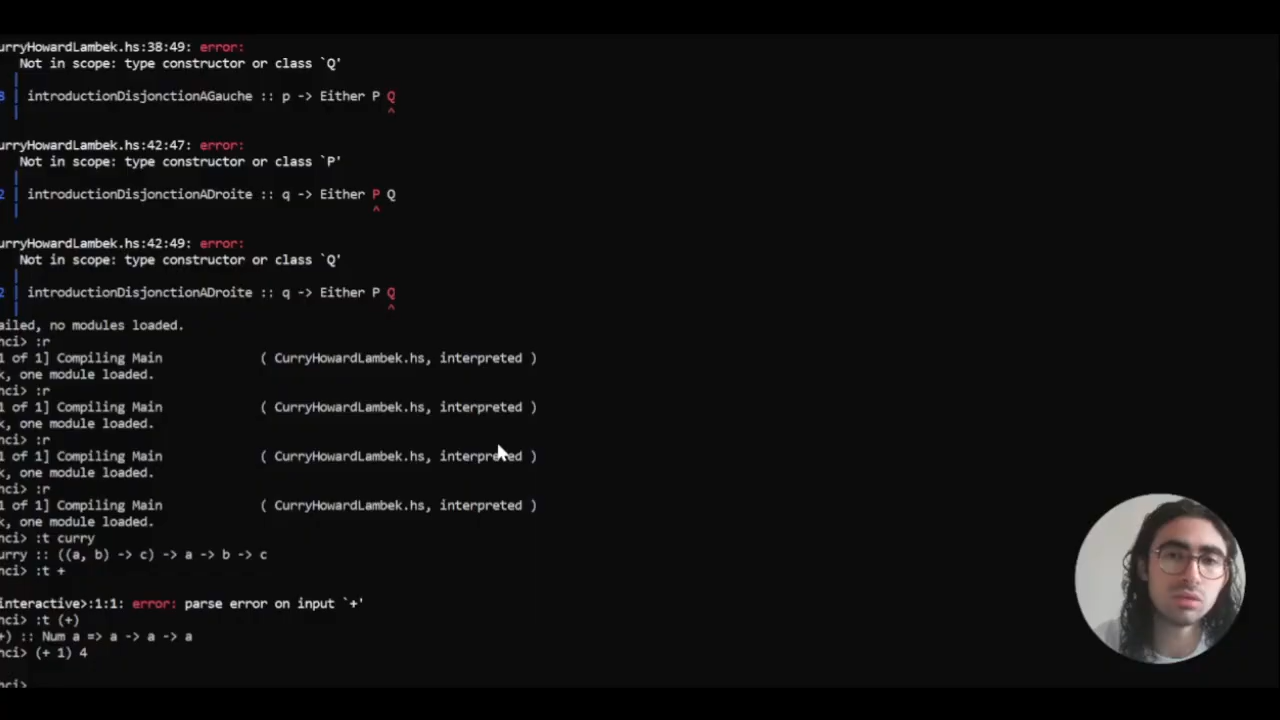 urryHowardLambek.hs:38:49: error:
Not in scope: type constructor or class `Q'
|
8 | introductionDisjonctionAGauche :: p -> Either P Q
| ^
urryHowardLambek.hs:42:47: error:
Not in scope: type constructor or class `P'
|
2 | introductionDisjonctionADroite :: q -> Either P Q
| ^
urryHowardLambek.hs:42:49: error:
Not in scope: type constructor or class `Q'
|
2 | introductionDisjonctionADroite :: q -> Either P Q
| ^
ailed, no modules loaded.
hci> :r
1 of 1] Compiling Main ( CurryHowardLambek.hs, interpreted )
k, one module loaded.
hci> :r
1 of 1] Compiling Main ( CurryHowardLambek.hs, interpreted )
k, one module loaded.
hci> :r
1 of 1] Compiling Main ( CurryHowardLambek.hs, interpreted )
k, one module loaded.
hci> :r
1 of 1] Compiling Main ( CurryHowardLambek.hs, interpreted )
k, one module loaded.
hci> :t curry
urry :: ((a, b) -> c) -> a -> b -> c
hci> :t +
interactive>:1:1: error: parse error on input `+'
hci> :t (+)
+) :: Num a => a -> a -> a
hci> (+ 1) 4
hci>